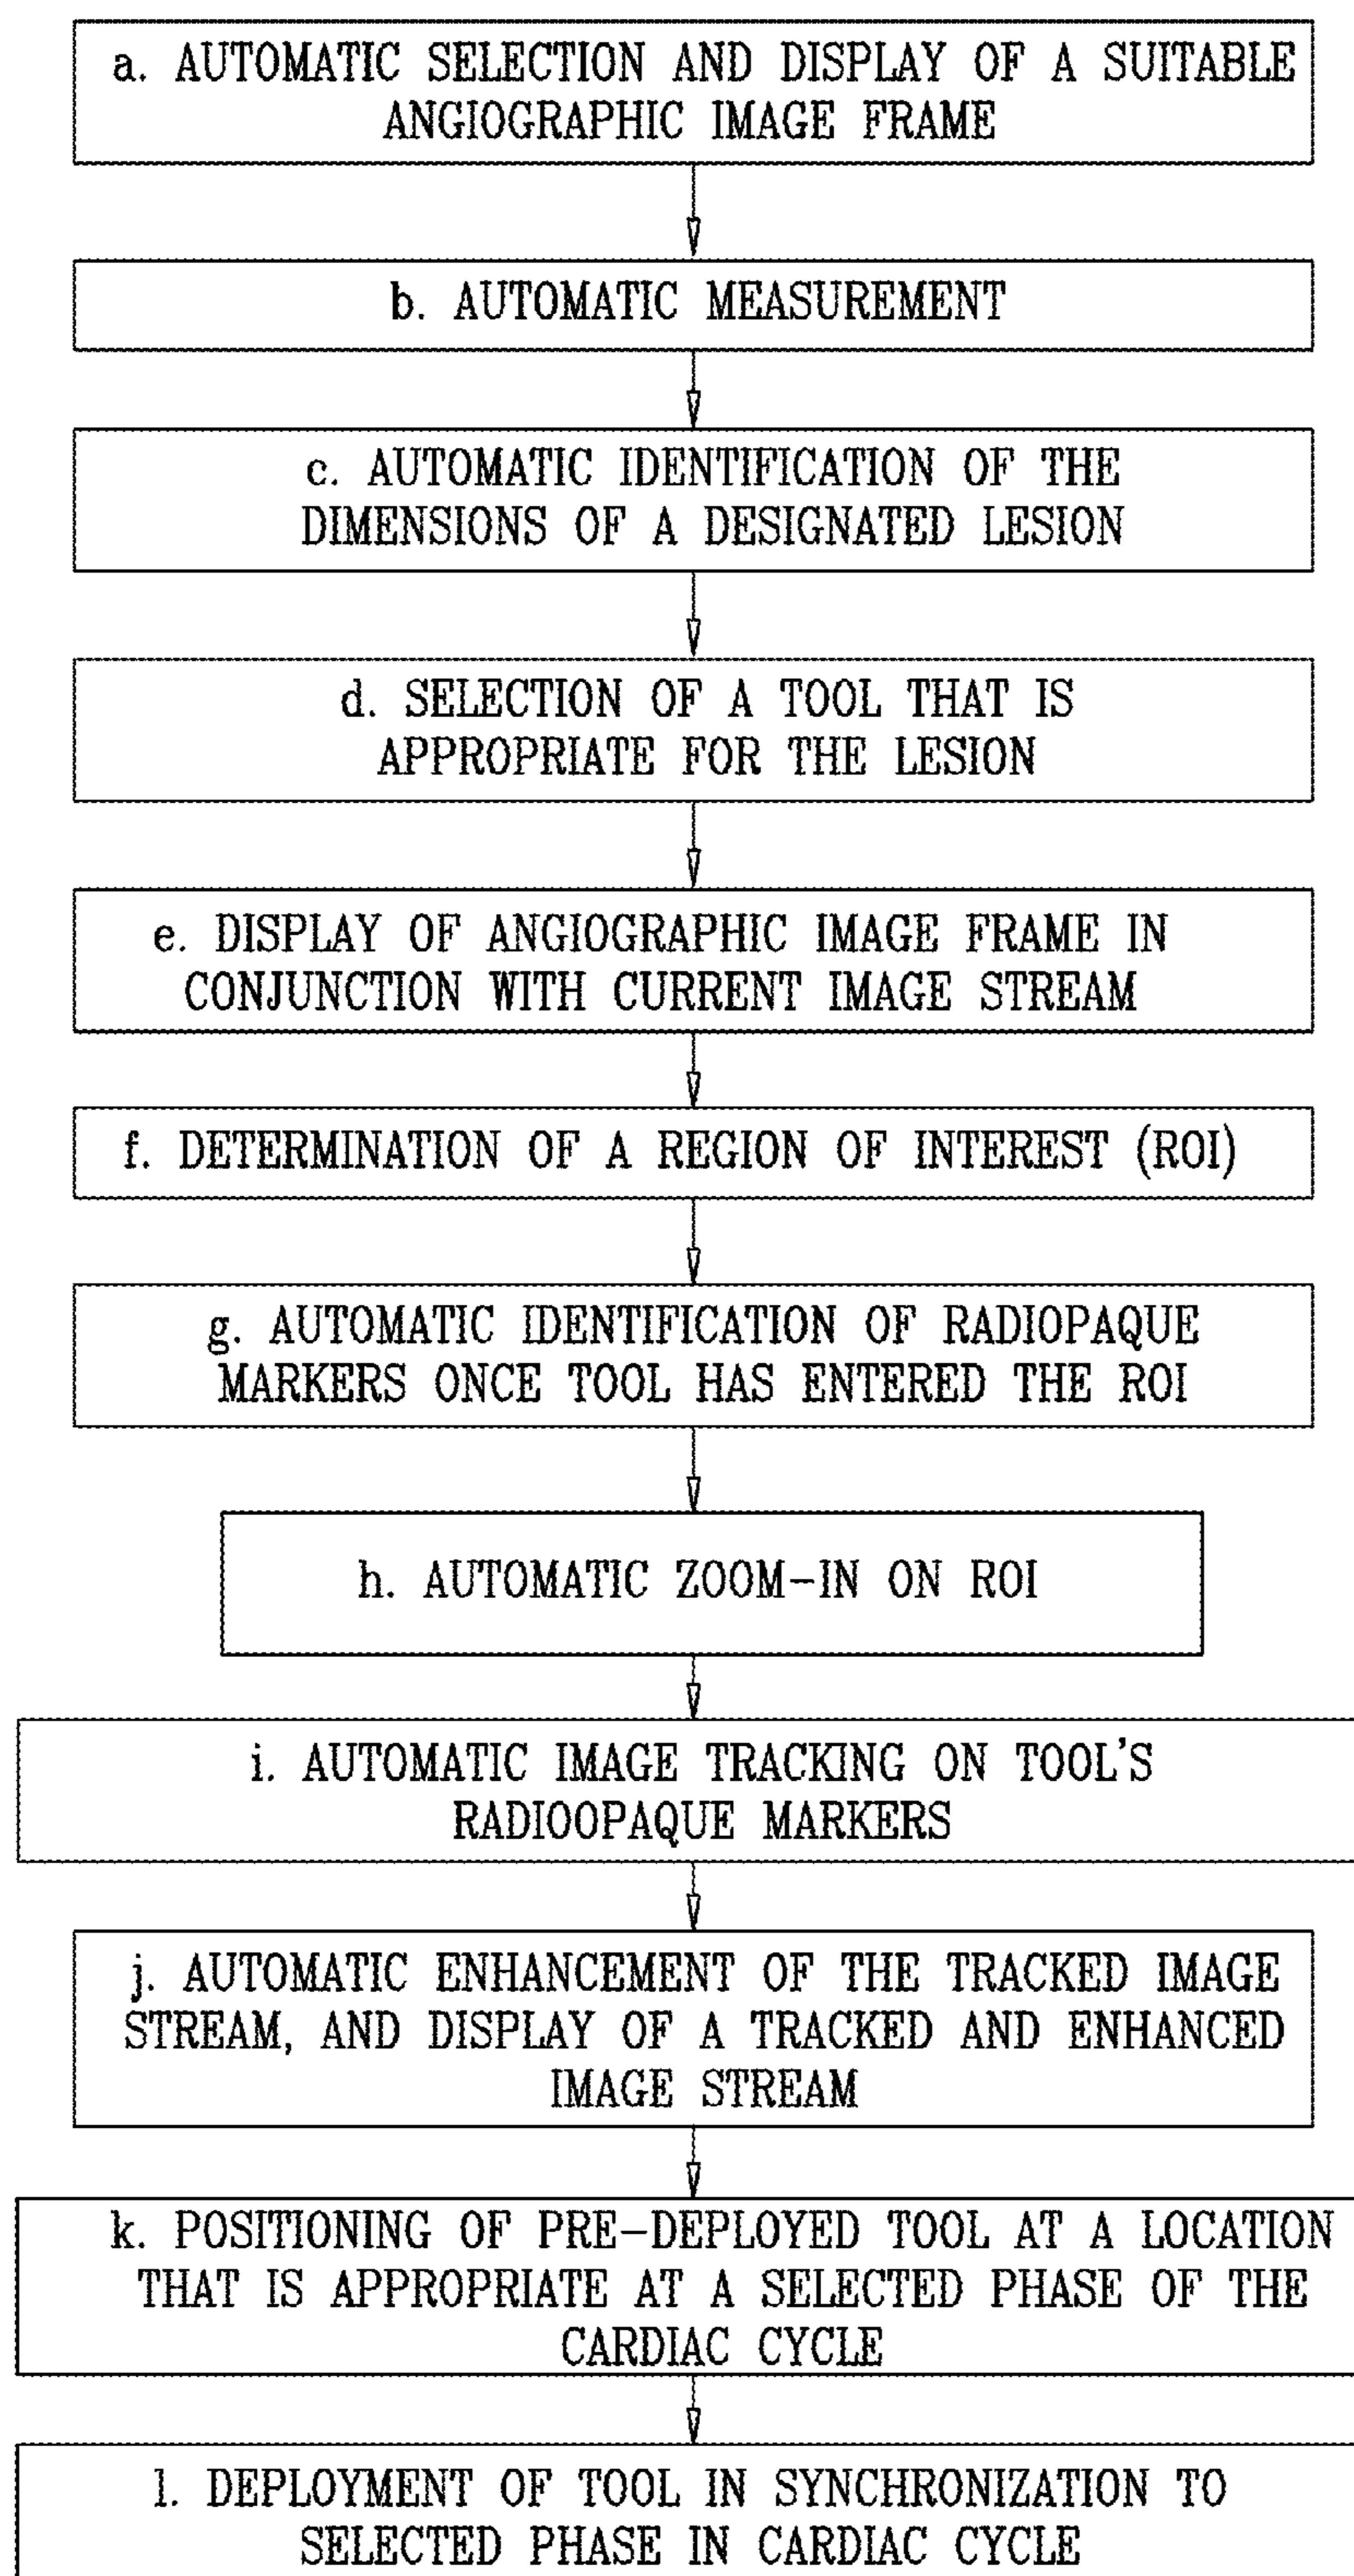 a. AUTOMATIC SELECTION AND DISPLAY OF A SUITABLE
ANGIOGRAPHIC IMAGE FRAME
b. AUTOMATIC MEASUREMENT
c. AUTOMATIC IDENTIFICATION OF THE
DIMENSIONS OF A DESIGNATED LESION
d. SELECTION OF A TOOL THAT IS
APPROPRIATE FOR THE LESION
e. DISPLAY OF ANGIOGRAPHIC IMAGE FRAME IN
CONJUNCTION WITH CURRENT IMAGE STREAM
f. DETERMINATION OF A REGION OF INTEREST (ROI)
g. AUTOMATIC IDENTIFICATION OF RADIOPAQUE
MARKERS ONCE TOOL HAS ENTERED THE ROI
h. AUTOMATIC ZOOM-IN ON ROI
i. AUTOMATIC IMAGE TRACKING ON TOOL'S
RADIOOPAQUE MARKERS
j. AUTOMATIC ENHANCEMENT OF THE TRACKED IMAGE
STREAM, AND DISPLAY OF A TRACKED AND ENHANCED
IMAGE STREAM
k. POSITIONING OF PRE-DEPLOYED TOOL AT A LOCATION
THAT IS APPROPRIATE AT A SELECTED PHASE OF THE
CARDIAC CYCLE
l. DEPLOYMENT OF TOOL IN SYNCHRONIZATION TO
SELECTED PHASE IN CARDIAC CYCLE